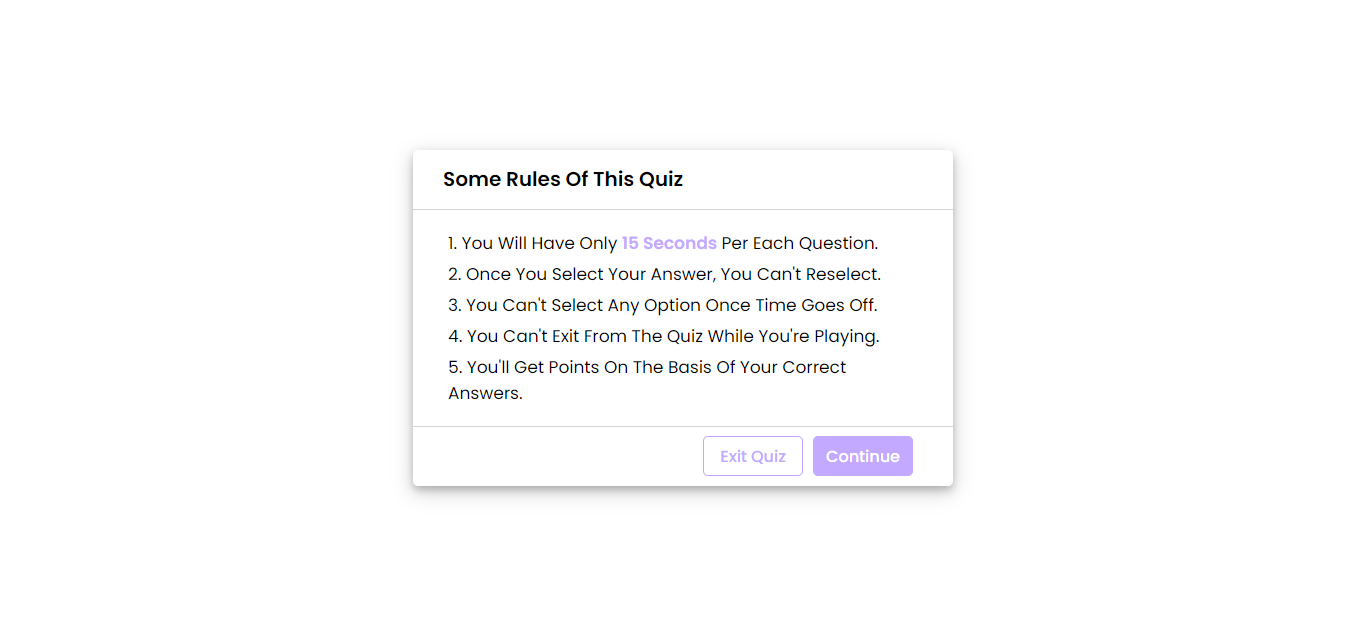 Some Rules Of This Quiz
1. You Will Have Only 15 Seconds Per Each Question.
2. Once You Select Your Answer, You Can't Reselect.
3. You Can't Select Any Option Once Time Goes Off.
4. You Can't Exit From The Quiz While You're Playing.
5. You'll Get Points On The Basis Of Your Correct
Answers.
Exit Quiz Continue